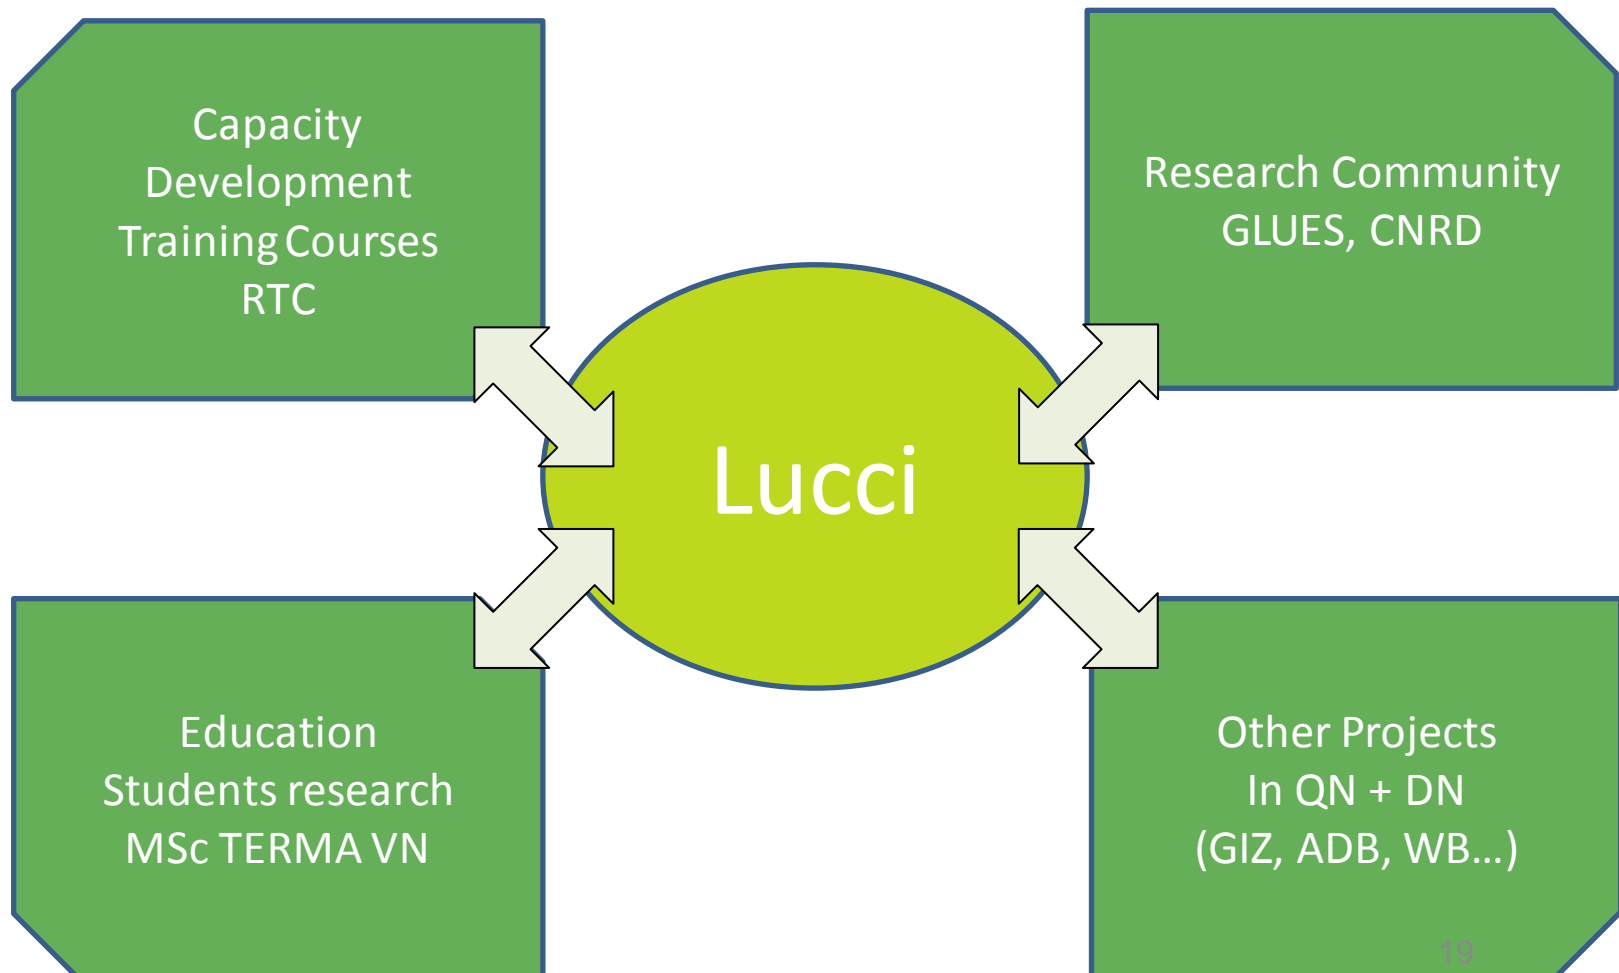 Capacity
Development
Training Courses
RTC
Research Community
GLUES, CNRD
Lucci
Education
Students research
MSc TERMA VN
Other Projects
In QN + DN
(GIZ, ADB, WB...)
19